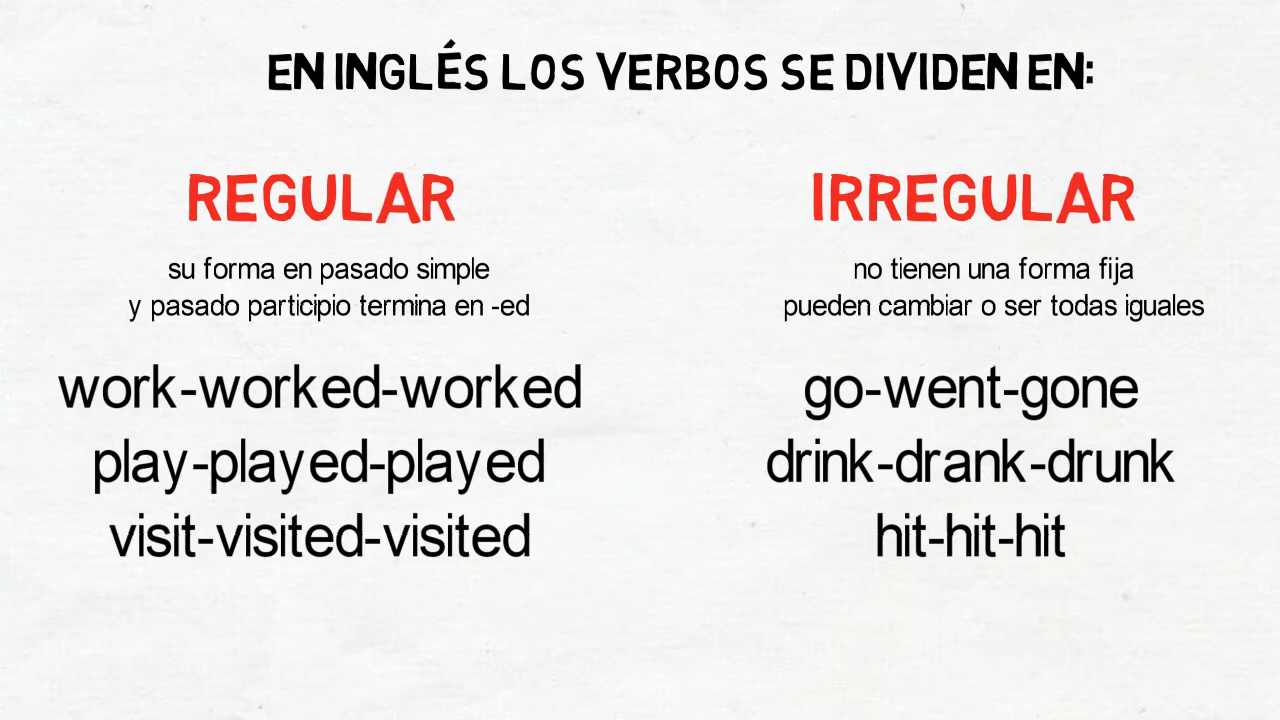 EN INGLÉS LOS VERBOS SE DIVIDEN EN:
REGULAR
su forma en pasado simple
y pasado participio termina en -ed
work-worked-worked
play-played-played
visit-visited-visited
IRREGULAR
no tienen una forma fija
pueden cambiar o ser todas iguales
go-went-gone
drink-drank-drunk
hit-hit-hit